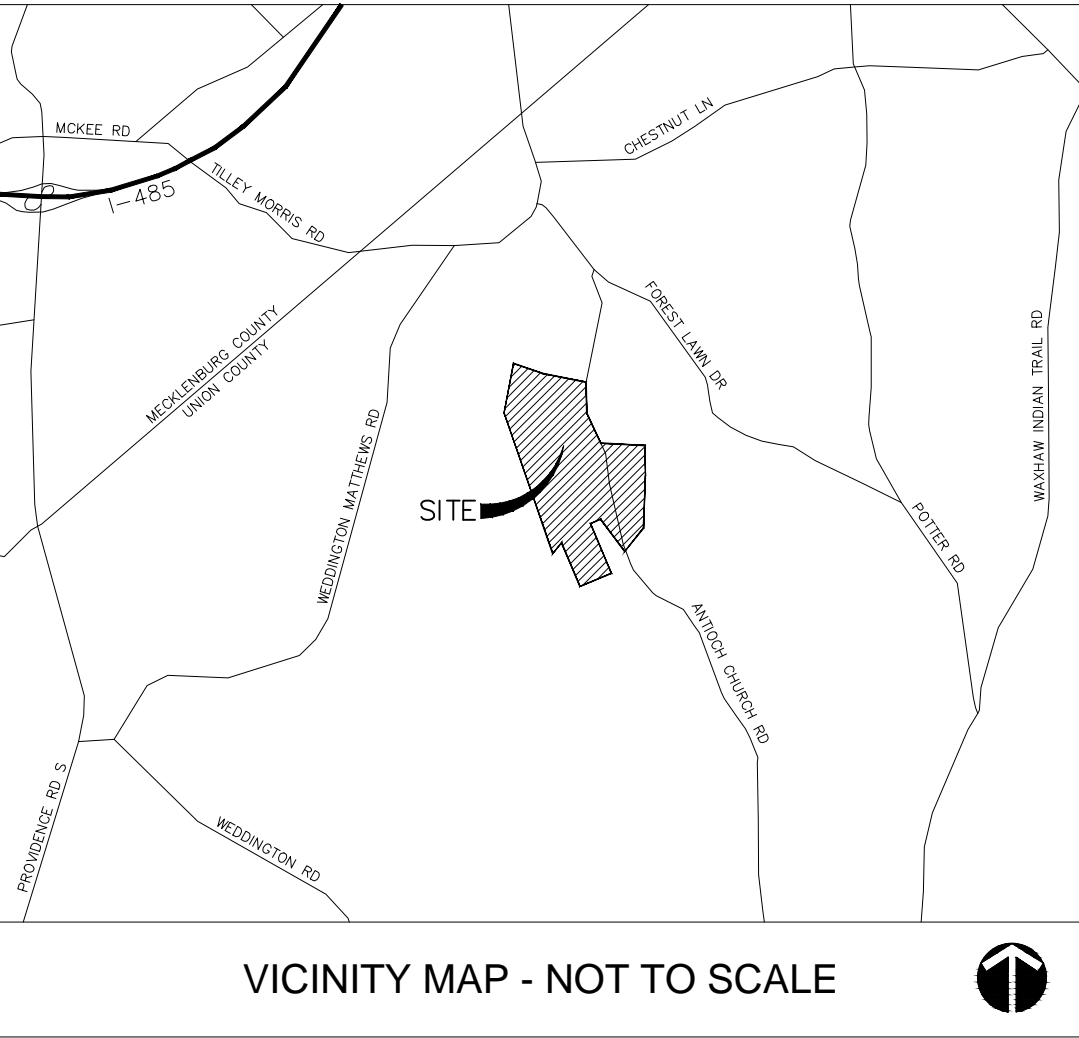 MCKEE RD
I-485
TILLEY MORRIS RD
CHESTNUT LN
MECKLENBURG COUNTY
UNION COUNTY
FOREST LAWN DR
WAXHAW INDIAN TRAIL RD
WEDDINGTON MATTHEWS RD
SITE
POTTER RD
ANTIOCH CHURCH RD
PROVIDENCE RD S
WEDDINGTON RD
VICINITY MAP - NOT TO SCALE